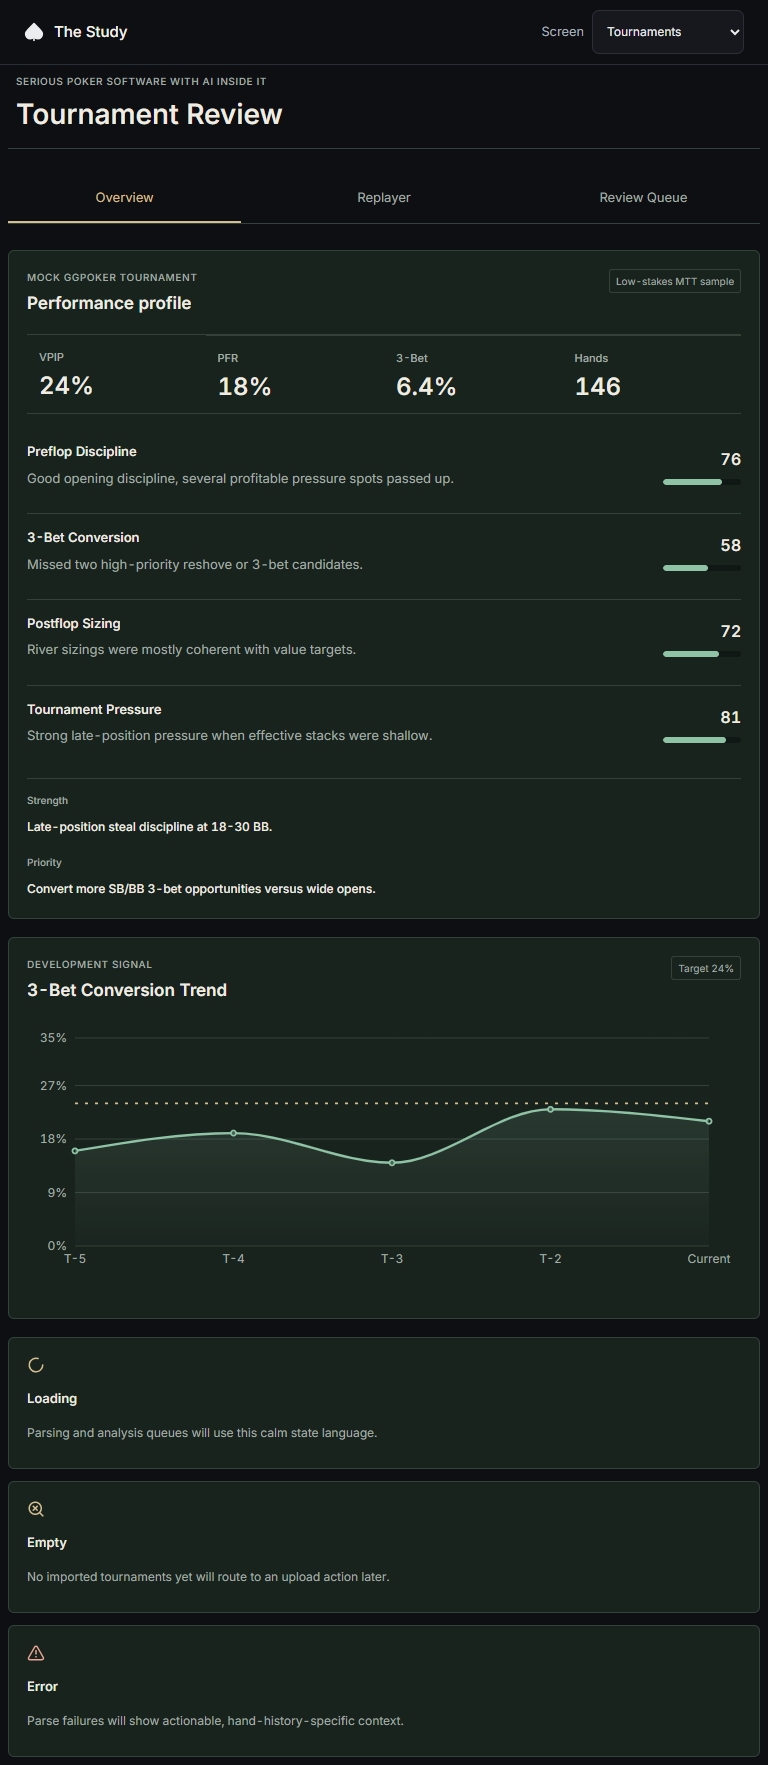 The Study
Screen
Tournaments
SERIOUS POKER SOFTWARE WITH AI INSIDE IT
Tournament Review
Overview
Replayer
Review Queue
MOCK GGPOKER TOURNAMENT
Low-stakes MTT sample
Performance profile
VPIP
24%
PFR
18%
3-Bet
6.4%
Hands
146
Preflop Discipline
Good opening discipline, several profitable pressure spots passed up.
76
3-Bet Conversion
Missed two high-priority reshove or 3-bet candidates.
58
Postflop Sizing
River sizings were mostly coherent with value targets.
72
Tournament Pressure
Strong late-position pressure when effective stacks were shallow.
81
Strength
Late-position steal discipline at 18-30 BB.
Priority
Convert more SB/BB 3-bet opportunities versus wide opens.
DEVELOPMENT SIGNAL
Target 24%
3-Bet Conversion Trend
35%
27%
18%
9%
0%
T-5
T-4
T-3
T-2
Current
Loading
Parsing and analysis queues will use this calm state language.
Empty
No imported tournaments yet will route to an upload action later.
Error
Parse failures will show actionable, hand-history-specific context.